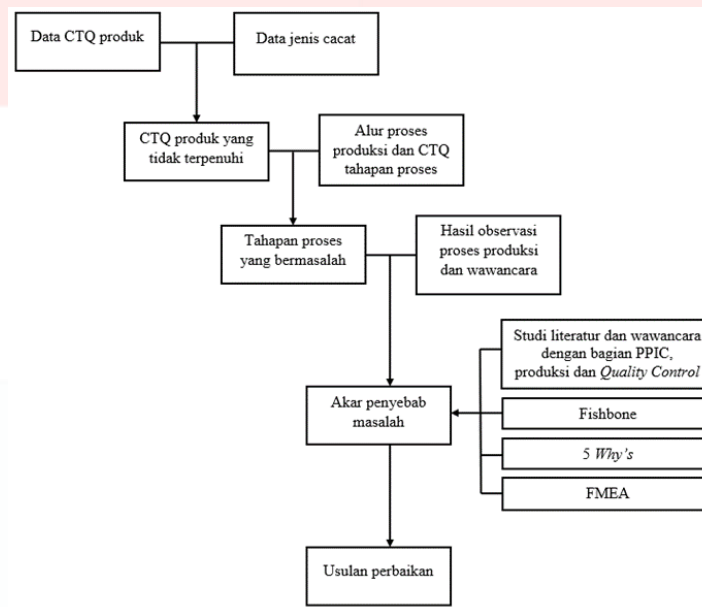 Data CTQ produk
Data jenis cacat
CTQ produk yang
tidak terpenuhi
Alur proses
produksi dan CTQ
tahapan proses
Tahapan proses
yang bermasalah
Hasil observasi
proses produksi
dan wawancara
Studi literatur dan wawancara
dengan bagian PPIC,
produksi dan Quality Control
Akar penyebab
masalah
Fishbone
5 Why's
FMEA
Usulan perbaikan